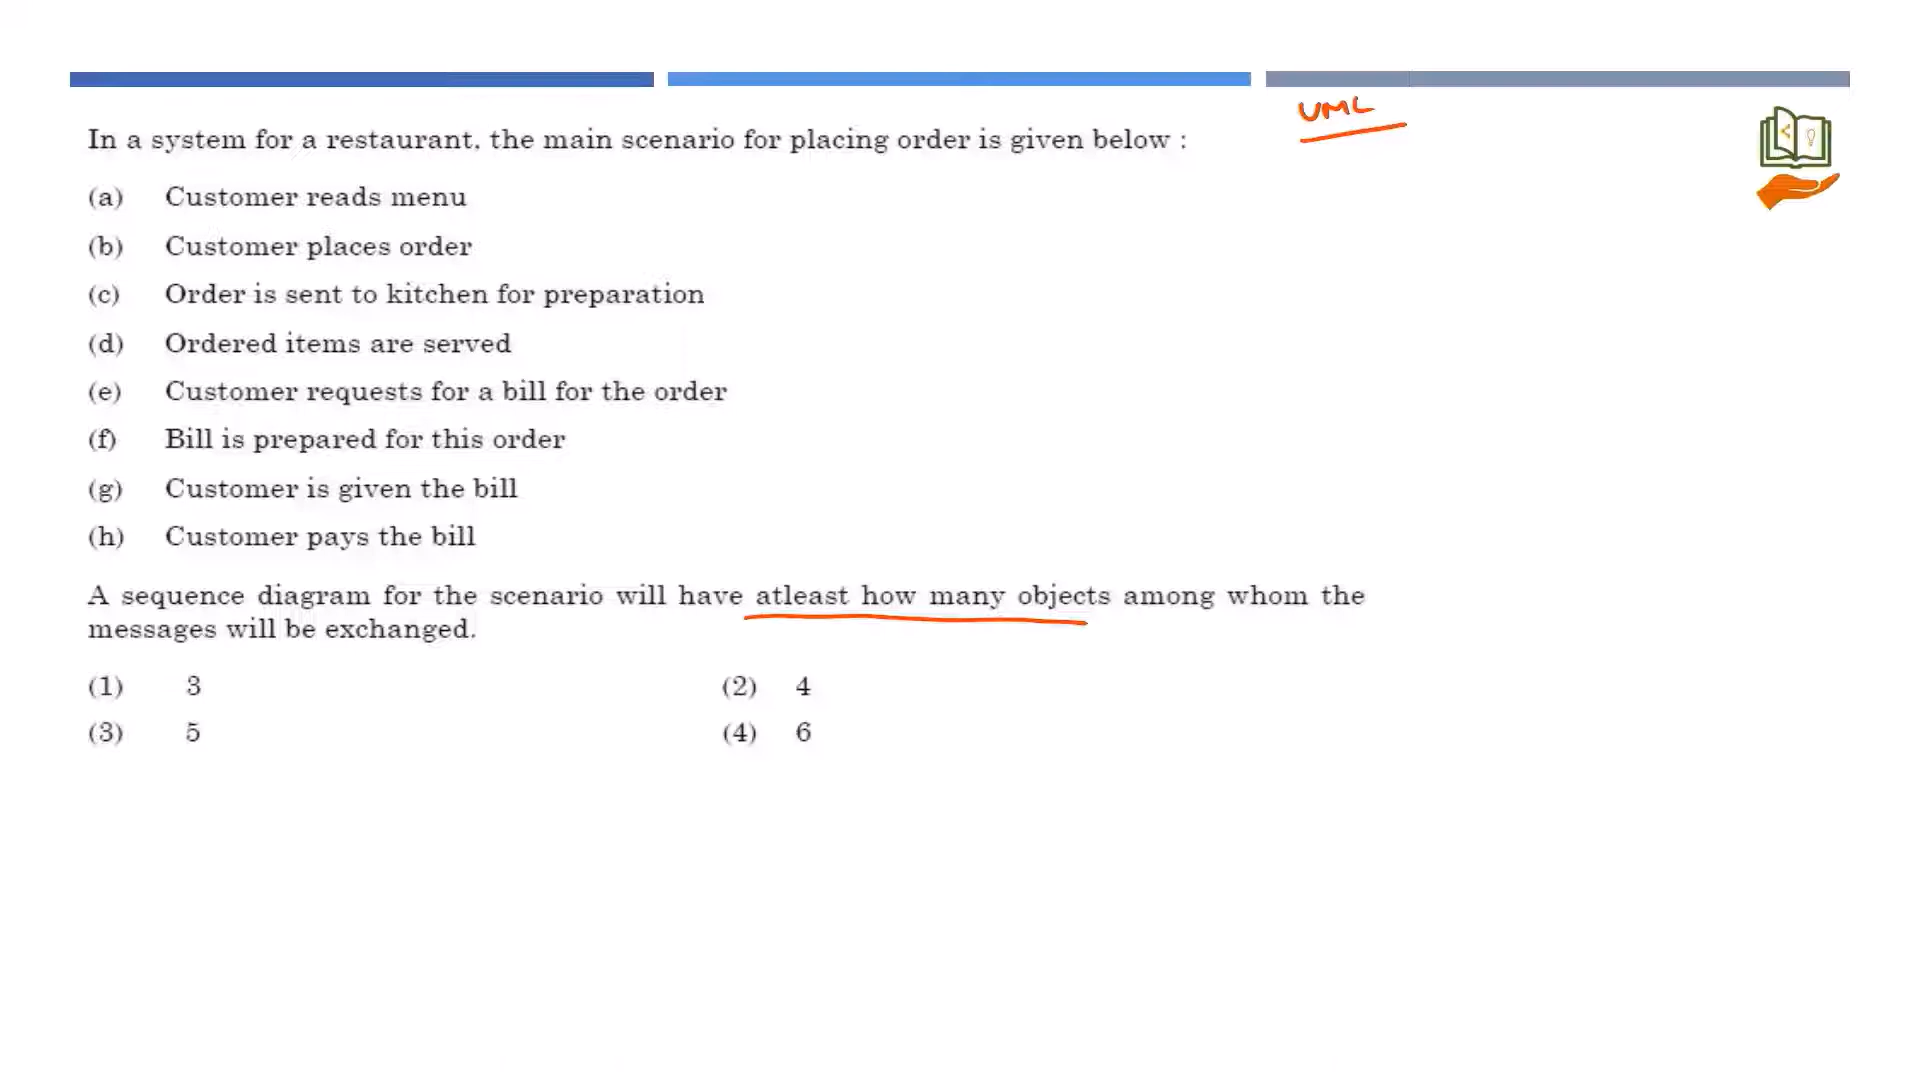 UML
In a system for a restaurant, the main scenario for placing order is given below :
(a) Customer reads menu
(b) Customer places order
(c) Order is sent to kitchen for preparation
(d) Ordered items are served
(e) Customer requests for a bill for the order
(f) Bill is prepared for this order
(g) Customer is given the bill
(h) Customer pays the bill
A sequence diagram for the scenario will have atleast how many objects among whom the
messages will be exchanged.
(1) 3 (2) 4
(3) 5 (4) 6